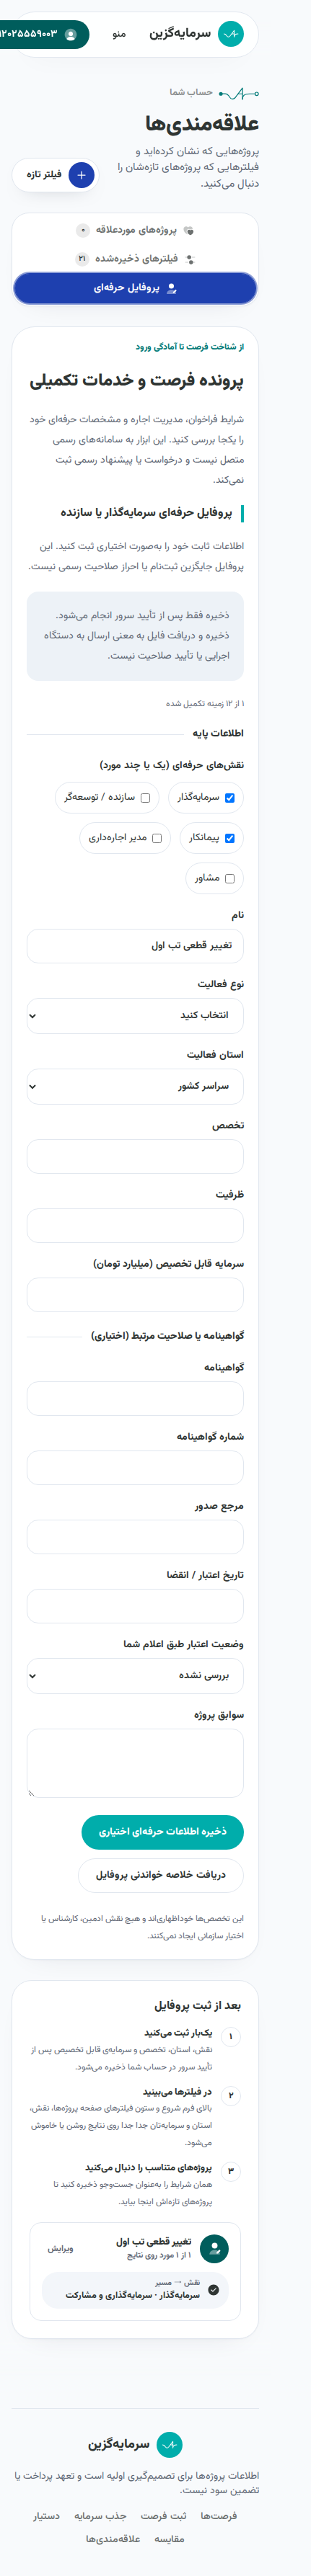 سرمایه‌گزین
منو
۰۲۰۲۵۵۵۹۰۰۳
حساب شما
علاقه‌مندی‌ها
پروژه‌هایی که نشان کرده‌اید و
فیلترهایی که پروژه‌های تازه‌شان را
دنبال می‌کنید.
فیلتر تازه
پروژه‌های موردعلاقه ۰
فیلترهای ذخیره‌شده ۲۱
پروفایل حرفه‌ای
از شناخت فرصت تا آمادگی ورود
پرونده فرصت و خدمات تکمیلی
شرایط فراخوان، مدیریت اجاره و مشخصات حرفه‌ای خود
را یکجا بررسی کنید. این ابزار به سامانه‌های رسمی
متصل نیست و درخواست یا پیشنهاد رسمی ثبت
نمی‌کند.
پروفایل حرفه‌ای سرمایه‌گذار یا سازنده
اطلاعات ثابت خود را به‌صورت اختیاری ثبت کنید. این
پروفایل جایگزین ثبت‌نام یا احراز صلاحیت رسمی نیست.
ذخیره فقط پس از تأیید سرور انجام می‌شود.
ذخیره و دریافت فایل به معنی ارسال به دستگاه
اجرایی یا تأیید صلاحیت نیست.
۱ از ۱۲ زمینه تکمیل شده
اطلاعات پایه
نقش‌های حرفه‌ای (یک یا چند مورد)
سرمایه‌گذار
سازنده / توسعه‌گر
پیمانکار
مدیر اجاره‌داری
مشاور
نام
تغییر قطعی تب اول
نوع فعالیت
انتخاب کنید
استان فعالیت
سراسر کشور
تخصص
ظرفیت
سرمایه قابل تخصیص (میلیارد تومان)
گواهینامه یا صلاحیت مرتبط (اختیاری)
گواهینامه
شماره گواهینامه
مرجع صدور
تاریخ اعتبار / انقضا
وضعیت اعتبار طبق اعلام شما
بررسی نشده
سوابق پروژه
ذخیره اطلاعات حرفه‌ای اختیاری
دریافت خلاصه خواندنی پروفایل
این تخصص‌ها خوداظهاری‌اند و هیچ نقش ادمین، کارشناس یا
اختیار سازمانی ایجاد نمی‌کنند.
بعد از ثبت پروفایل
۱
یک‌بار ثبت می‌کنید
نقش، استان، تخصص و سرمایه‌ی قابل تخصیص پس از
تأیید سرور در حساب شما ذخیره می‌شود.
۲
در فیلترها می‌بینید
بالای فرم شروع و ستون فیلترهای صفحه پروژه‌ها، نقش،
استان و سرمایه‌تان جدا جدا روی نتایج روشن یا خاموش
می‌شود.
۳
پروژه‌های متناسب را دنبال می‌کنید
همان شرایط را به‌عنوان جست‌وجو ذخیره کنید تا
پروژه‌های تازه‌اش اینجا بیاید.
تغییر قطعی تب اول
۱ از ۱ مورد روی نتایج
ویرایش
نقش ← مسیر
سرمایه‌گذار · سرمایه‌گذاری و مشارکت
سرمایه‌گزین
اطلاعات پروژه‌ها برای تصمیم‌گیری اولیه است و تعهد پرداخت یا
تضمین سود نیست.
فرصت‌ها
ثبت فرصت
جذب سرمایه
دستیار
مقایسه
علاقه‌مندی‌ها